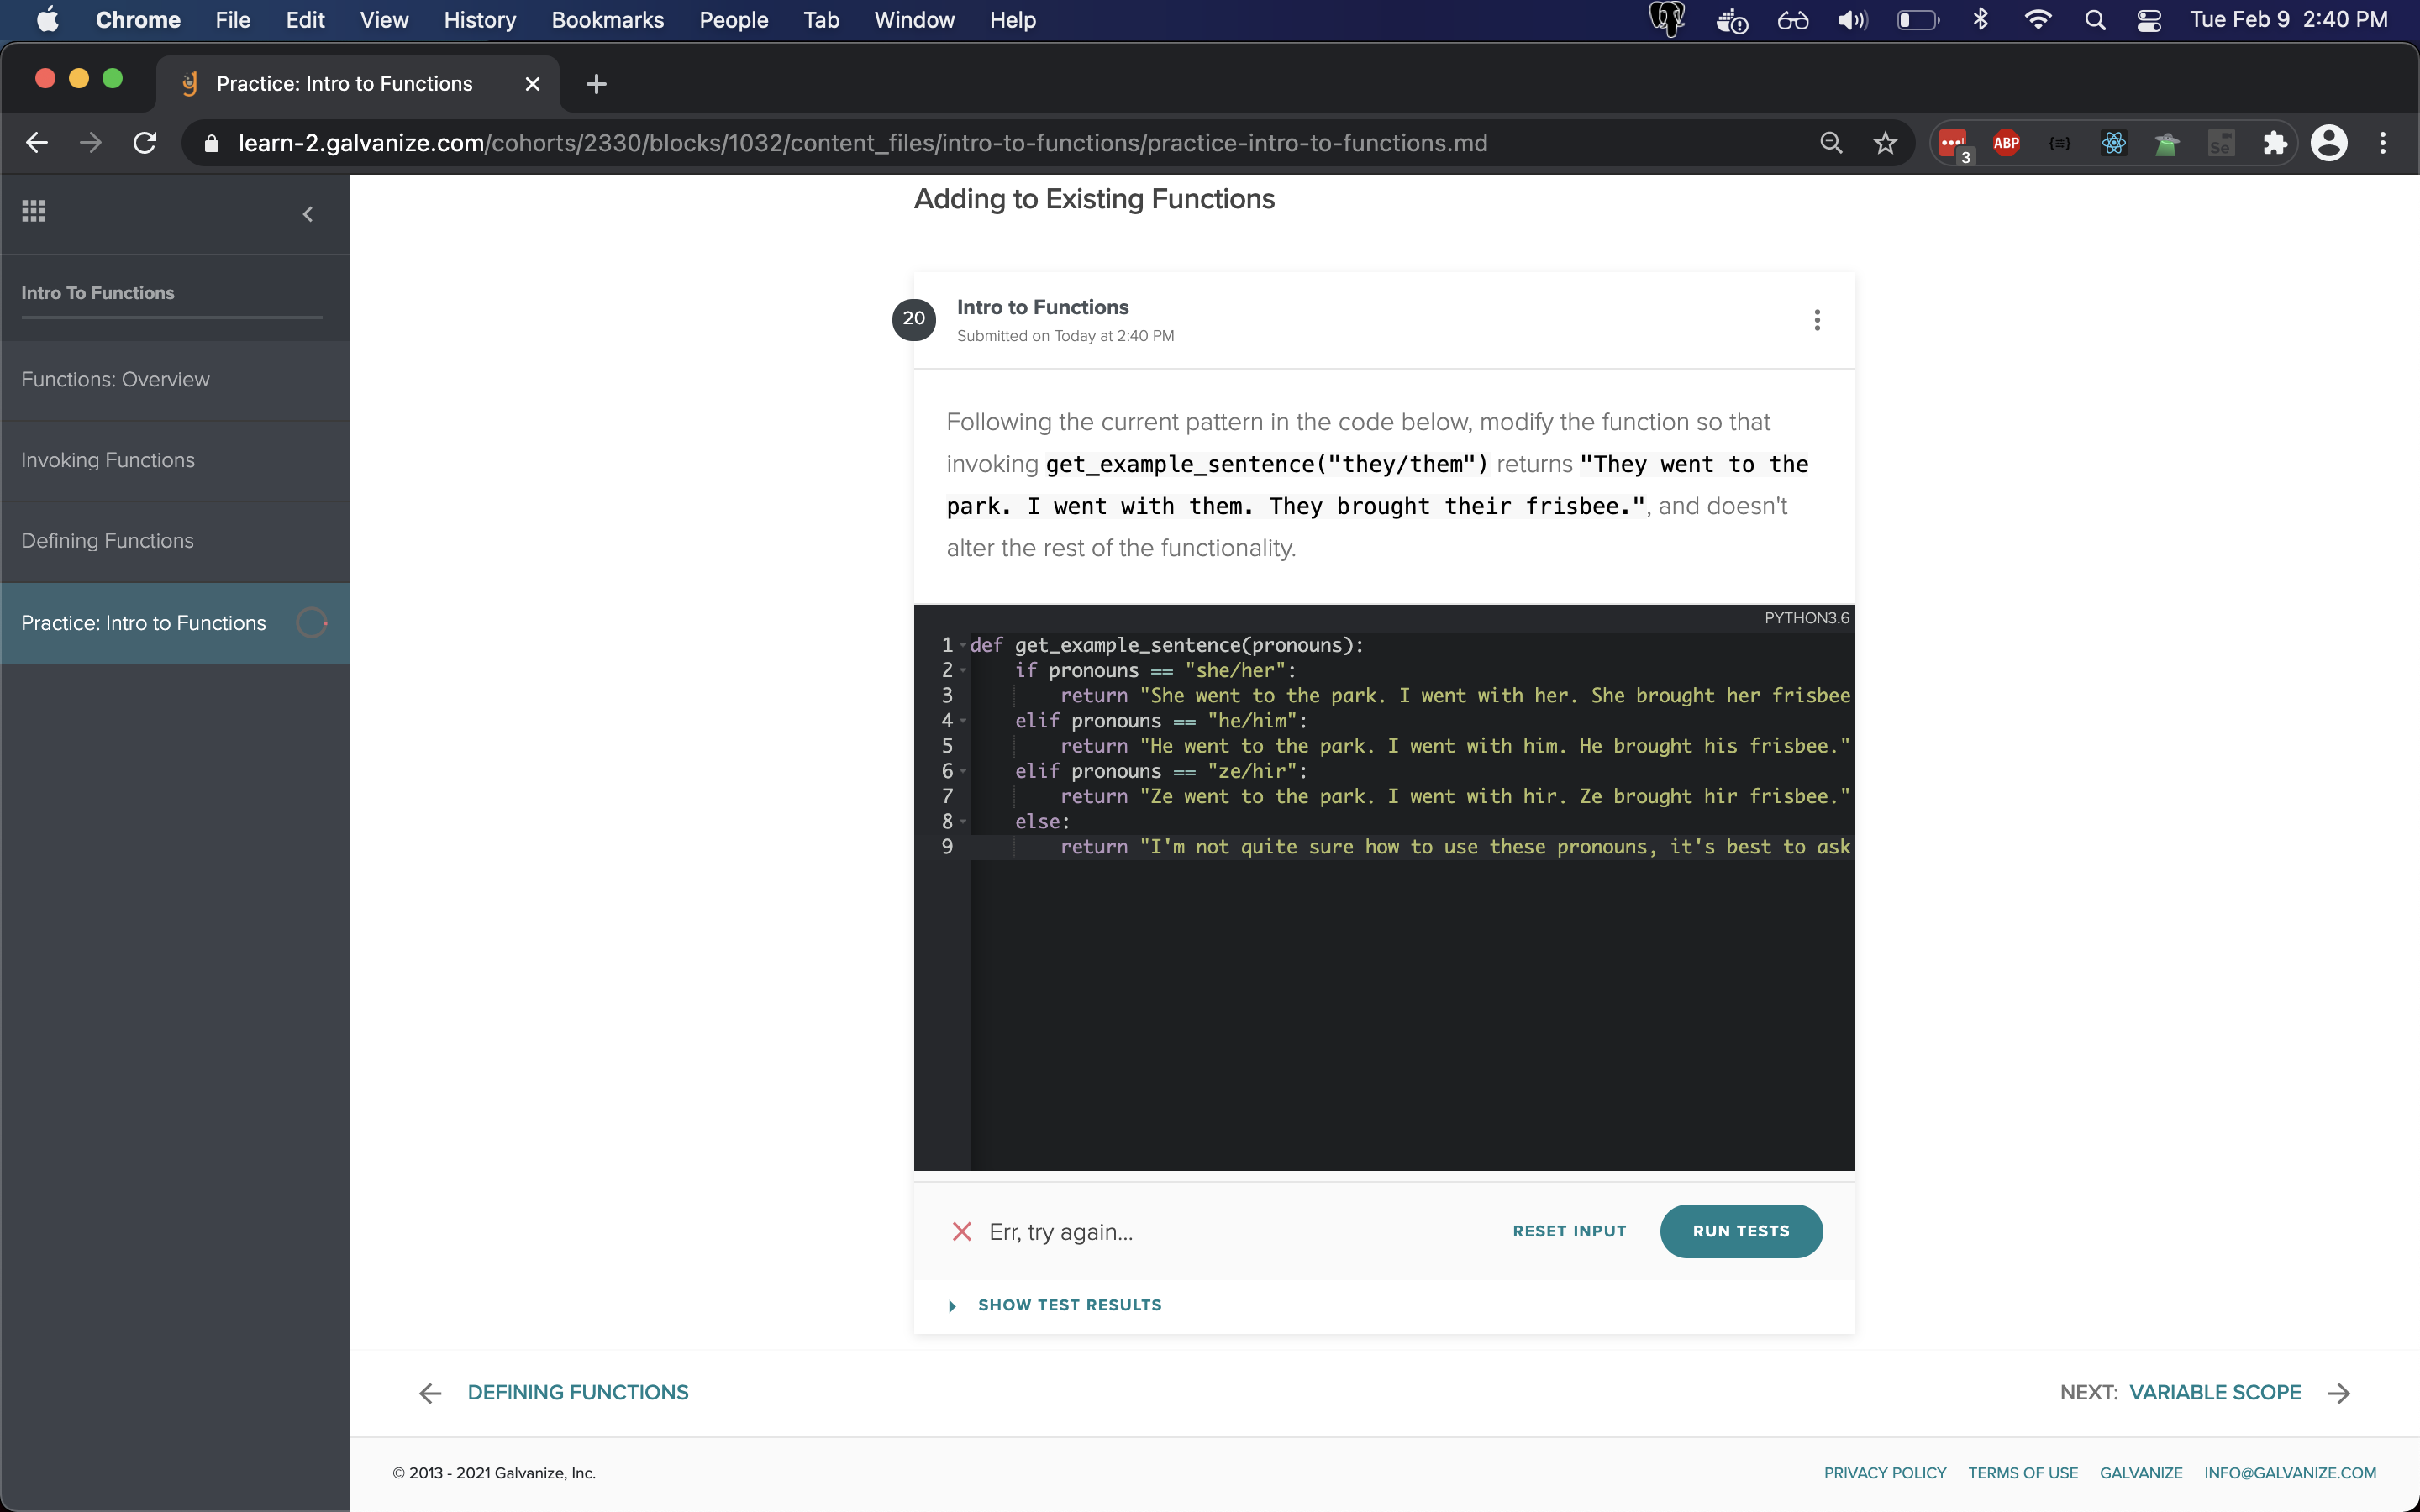 Chrome File Edit View History Bookmarks People Tab Window Help Tue Feb 9 2:40 PM
Practice: Intro to Functions
learn-2.galvanize.com/cohorts/2330/blocks/1032/content_files/intro-to-functions/practice-intro-to-functions.md
3
ABP
Se
Intro To Functions
Functions: Overview
Invoking Functions
Defining Functions
Practice: Intro to Functions
Adding to Existing Functions
20
Intro to Functions
Submitted on Today at 2:40 PM
Following the current pattern in the code below, modify the function so that
invoking get_example_sentence("they/them") returns "They went to the
park. I went with them. They brought their frisbee.", and doesn't
alter the rest of the functionality.
PYTHON3.6
1 def get_example_sentence(pronouns):
2 if pronouns == "she/her":
3 return "She went to the park. I went with her. She brought her frisbee
4 elif pronouns == "he/him":
5 return "He went to the park. I went with him. He brought his frisbee."
6 elif pronouns == "ze/hir":
7 return "Ze went to the park. I went with hir. Ze brought hir frisbee."
8 else:
9 return "I'm not quite sure how to use these pronouns, it's best to ask
Err, try again...
RESET INPUT
RUN TESTS
SHOW TEST RESULTS
DEFINING FUNCTIONS
NEXT: VARIABLE SCOPE
© 2013 - 2021 Galvanize, Inc.
PRIVACY POLICY TERMS OF USE GALVANIZE INFO@GALVANIZE.COM